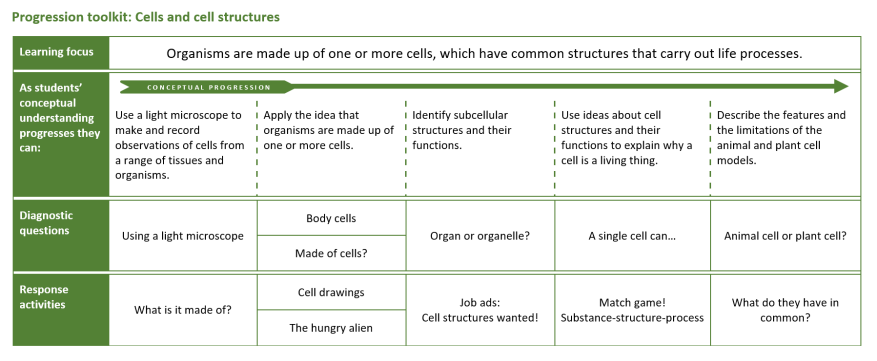 Progression toolkit: Cells and cell structures
Learning focus
Organisms are made up of one or more cells, which have common structures that carry out life processes.
As students'
conceptual
understanding
progresses they
can:
CONCEPTUAL PROGRESSION
Use a light microscope to
make and record
observations of cells from
a range of tissues and
organisms.
Apply the idea that
organisms are made up of
one or more cells.
Identify subcellular
structures and their
functions.
Use ideas about cell
structures and their
functions to explain why a
cell is a living thing.
Describe the features and
the limitations of the
animal and plant cell
models.
Diagnostic
questions
Using a light microscope
Body cells
Made of cells?
Organ or organelle?
A single cell can...
Animal cell or plant cell?
Response
activities
What is it made of?
Cell drawings
The hungry alien
Job ads:
Cell structures wanted!
Match game!
Substance-structure-process
What do they have in
common?